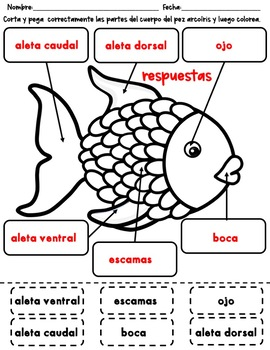 Nombre: Fecha:
Corta y pega correctamente las partes del cuerpo del pez arcoíris y luego colorea.
aleta caudal aleta dorsal ojo
respuestas
aleta ventral escamas boca
aleta ventral escamas ojo
aleta caudal boca aleta dorsal